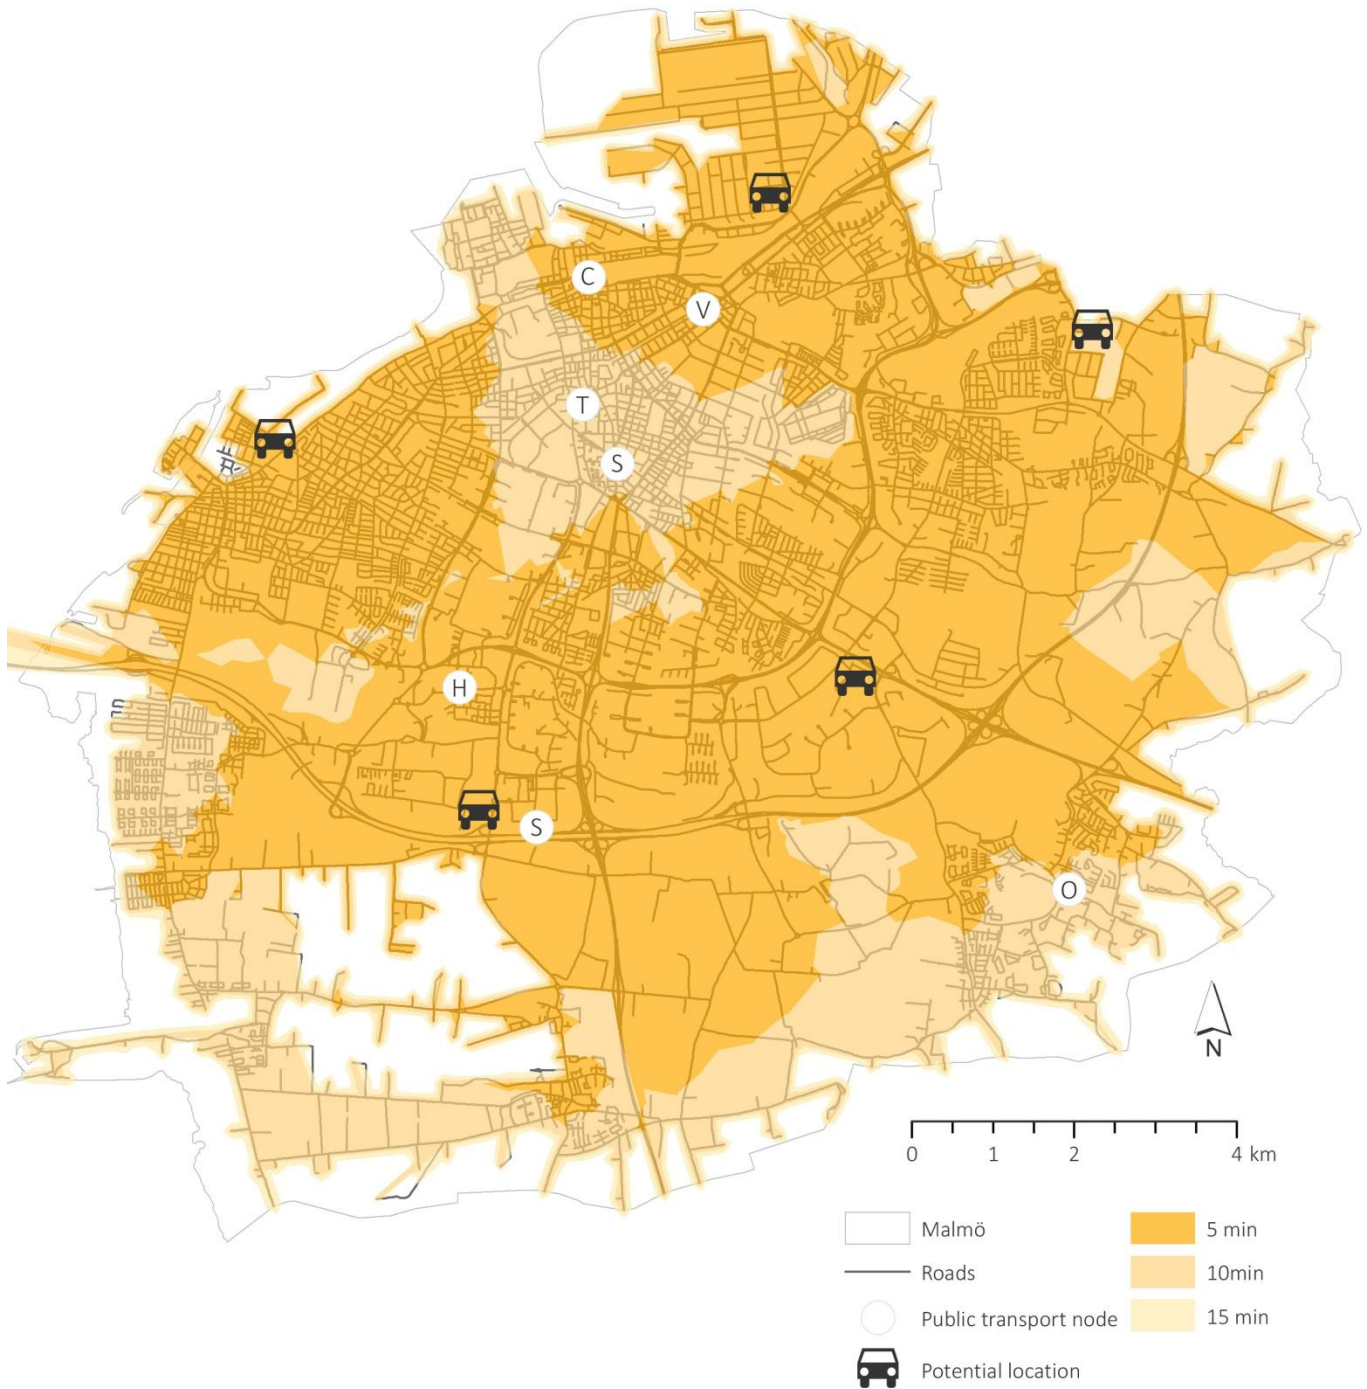 C
V
T
S
H
S
O
N
0 1 2 4 km
Malmö 5 min
Roads 10min
Public transport node 15 min
Potential location